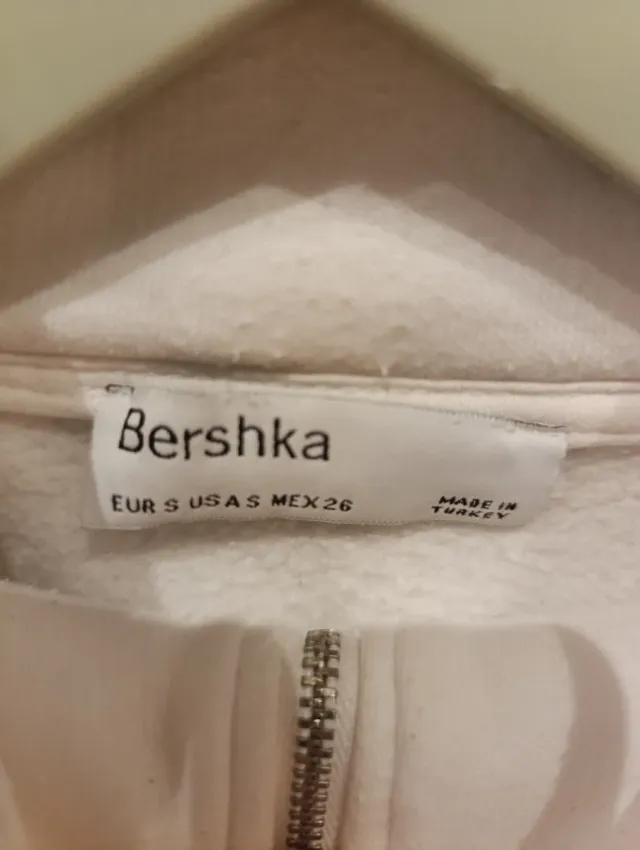 Bershka
EUR S USA S MEX 26
MADE IN
TURKEY